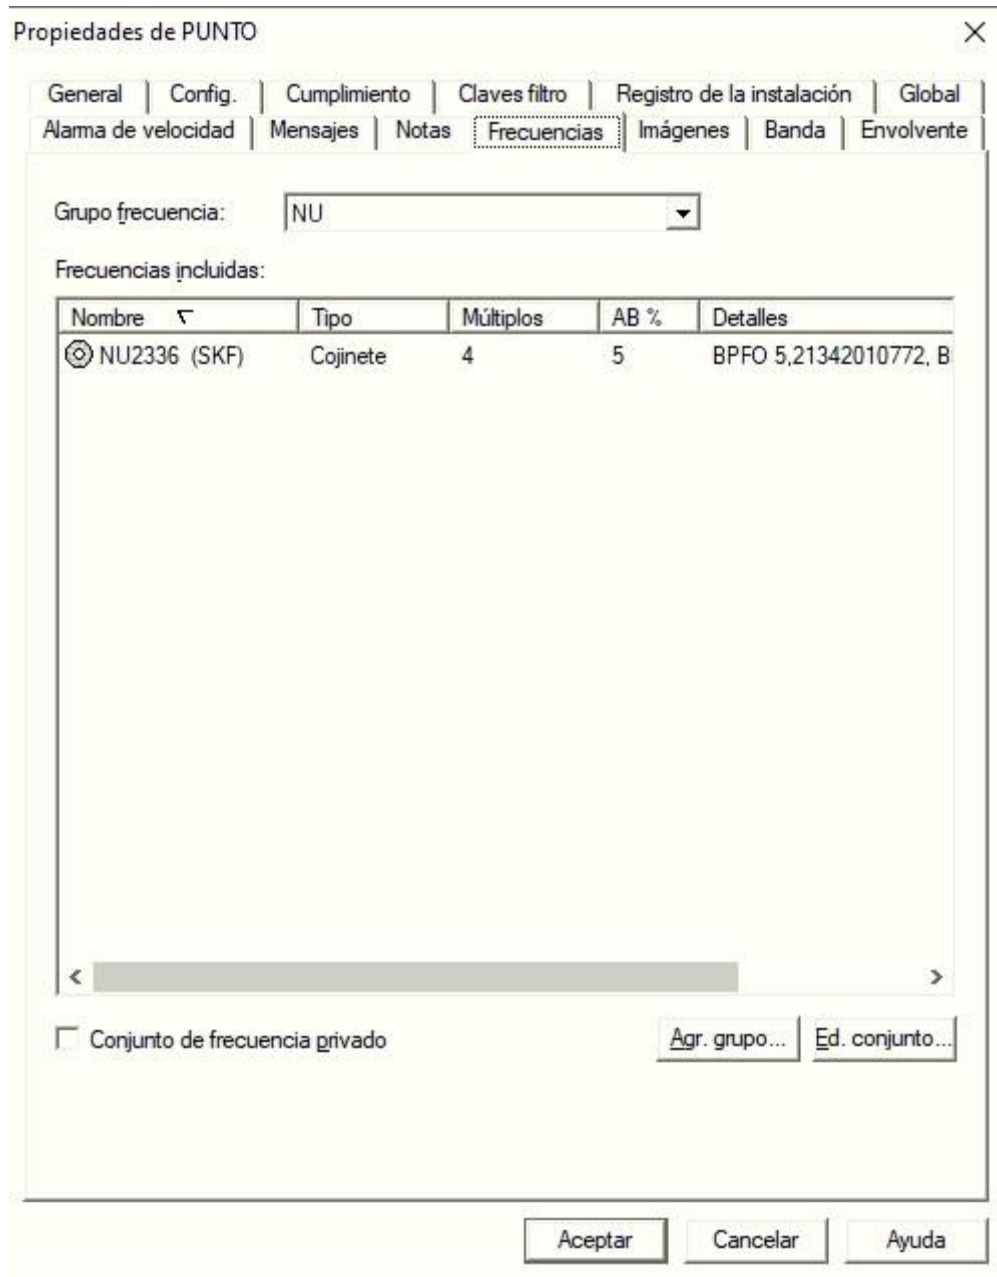 Propiedades de PUNTO
General Config. Cumplimiento Claves filtro Registro de la instalación Global
Alarma de velocidad Mensajes Notas Frecuencias Imágenes Banda Envolvente
Grupo frecuencia: NU
Frecuencias incluidas:
Nombre Tipo Múltiplos AB % Detalles
NU2336 (SKF) Cojinete 4 5 BPFO 5,21342010772, B
Conjunto de frecuencia privado Agr. grupo... Ed. conjunto...
Aceptar Cancelar Ayuda